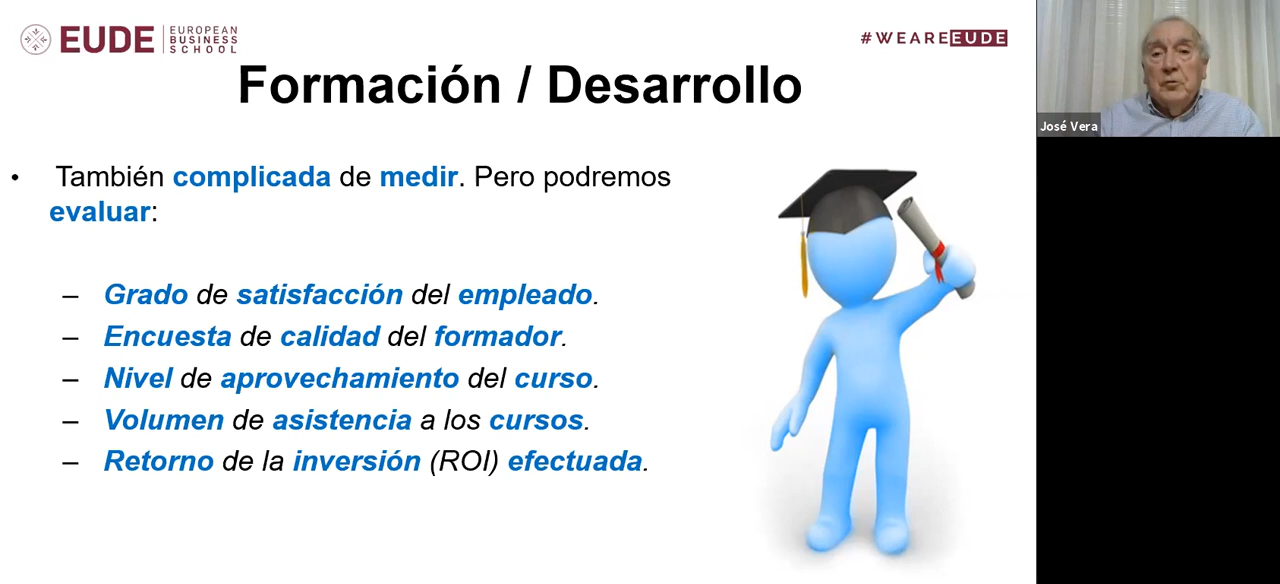 EUDE EUROPEAN BUSINESS SCHOOL
#WEAREEUDE
Formación / Desarrollo
• También complicada de medir. Pero podremos
evaluar:
– Grado de satisfacción del empleado.
– Encuesta de calidad del formador.
– Nivel de aprovechamiento del curso.
– Volumen de asistencia a los cursos.
– Retorno de la inversión (ROI) efectuada.
José Vera